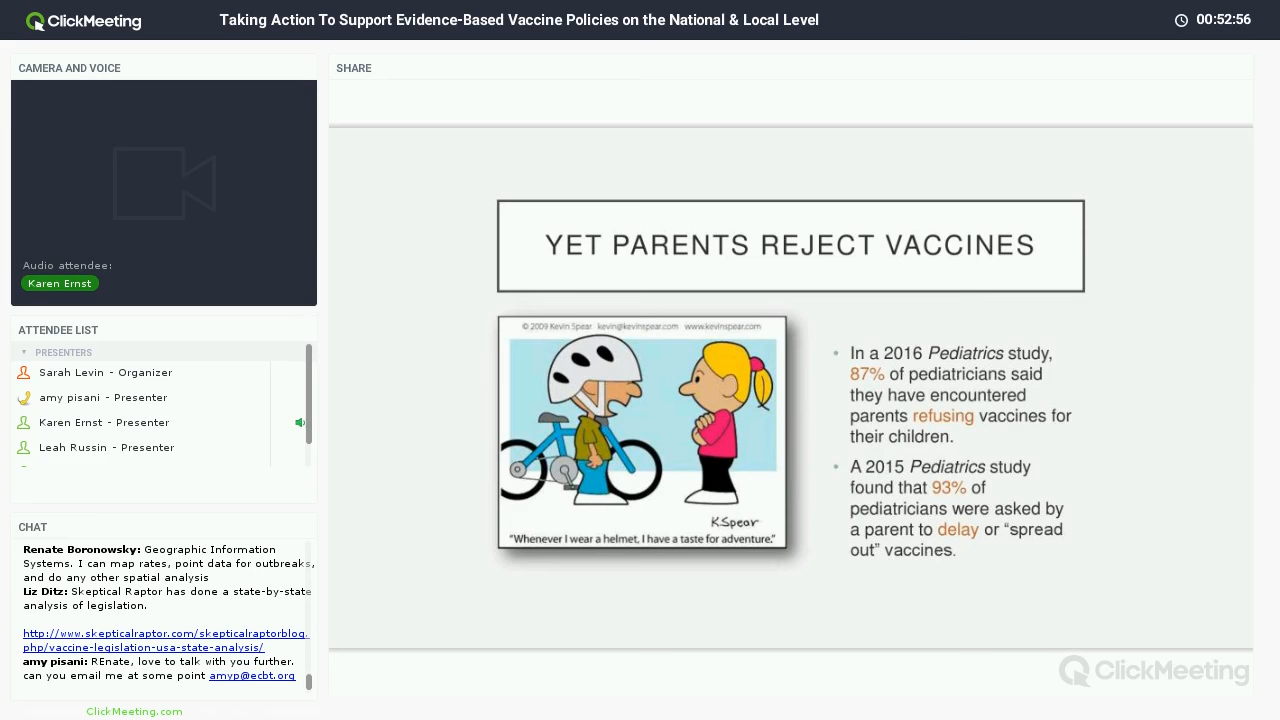 ClickMeeting
Taking Action To Support Evidence-Based Vaccine Policies on the National & Local Level
00:52:56
CAMERA AND VOICE
Audio attendee:
Karen Ernst
ATTENDEE LIST
PRESENTERS
Sarah Levin - Organizer
amy pisani - Presenter
Karen Ernst - Presenter
Leah Russin - Presenter
CHAT
Renate Boronowsky: Geographic Information
Systems. I can map rates, point data for outbreaks,
and do any other spatial analysis
Liz Ditz: Skeptical Raptor has done a state-by-state
analysis of legislation.
http://www.skepticalraptor.com/skepticalraptorblog.
php/vaccine-legislation-usa-state-analysis/
amy pisani: REnate, love to talk with you further.
can you email me at some point amyp@ecbt.org
ClickMeeting.com
SHARE
YET PARENTS REJECT VACCINES
© 2009 Kevin Spear kevin@kevinspear.com www.kevinspear.com
K.Spear
"Whenever I wear a helmet, I have a taste for adventure."
• In a 2016 Pediatrics study,
87% of pediatricians said
they have encountered
parents refusing vaccines for
their children.
• A 2015 Pediatrics study
found that 93% of
pediatricians were asked by
a parent to delay or “spread
out” vaccines.
ClickMeeting